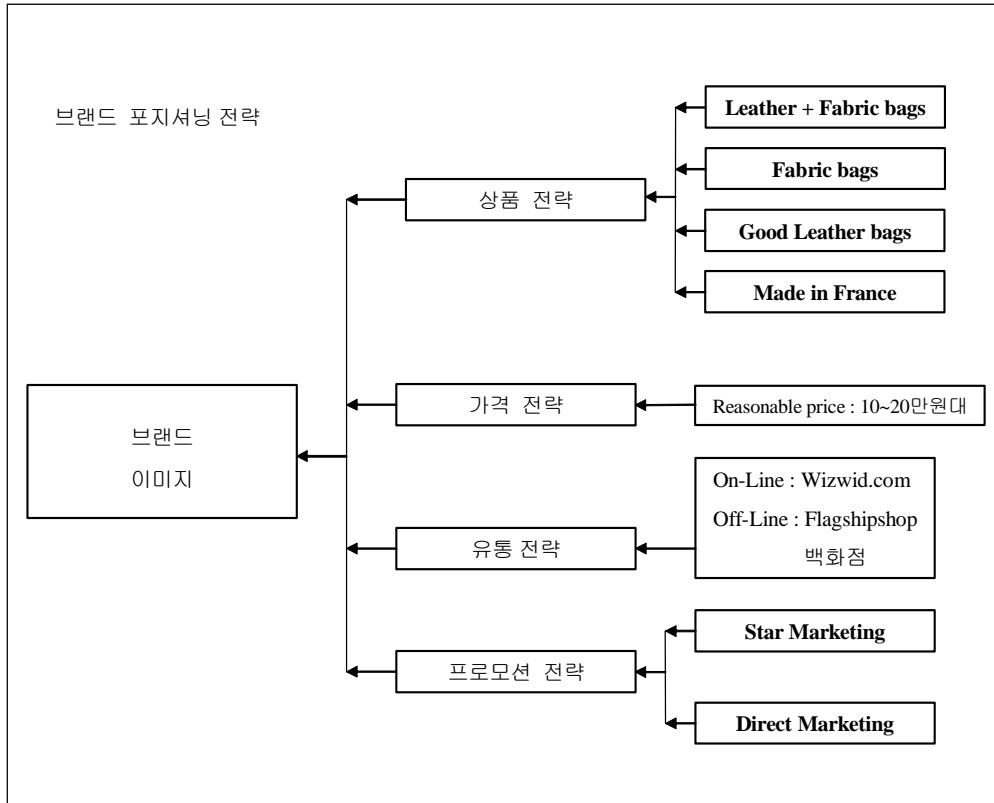 브랜드 포지셔닝 전략
Leather + Fabric bags
Fabric bags
상품 전략
Good Leather bags
Made in France
가격 전략
Reasonable price : 10~20만원대
브랜드
이미지
On-Line : Wizwid.com
Off-Line : Flagshipshop
백화점
유통 전략
Star Marketing
프로모션 전략
Direct Marketing